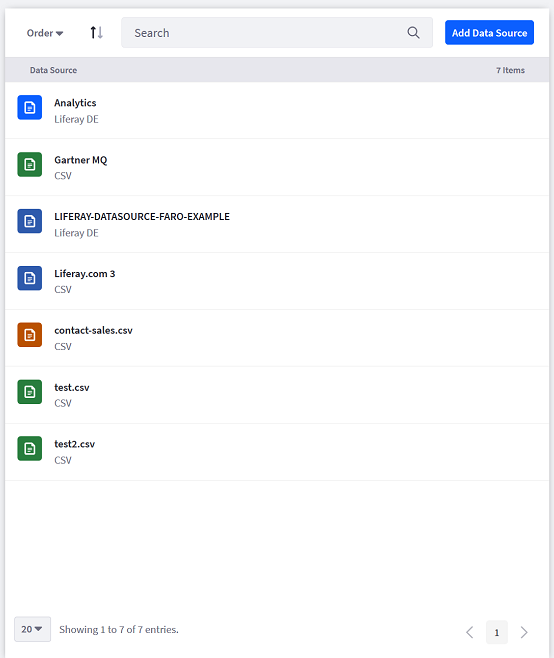 Order
Search
Add Data Source
Data Source
7 Items
Analytics
Liferay DE
Gartner MQ
CSV
LIFERAY-DATASOURCE-FARO-EXAMPLE
Liferay DE
Liferay.com 3
CSV
contact-sales.csv
CSV
test.csv
CSV
test2.csv
CSV
20
Showing 1 to 7 of 7 entries.
1